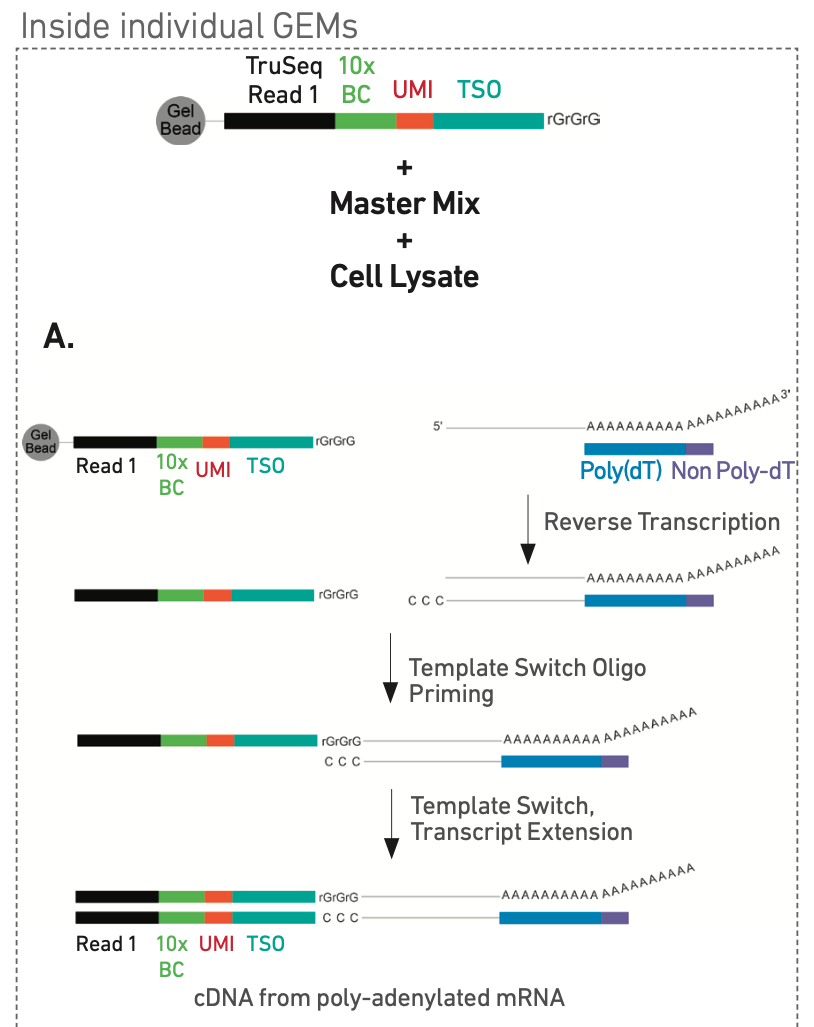 Inside individual GEMs
TruSeq Read 1
10x BC
UMI
TSO
Gel Bead
rGrGrG
+
Master Mix
+
Cell Lysate
A.
Gel Bead
rGrGrG
Read 1
10x BC
UMI
TSO
5'
AAAAAAAAAA
AAAAAAAAAA
3'
Poly(dT)
Non Poly-dT
Reverse Transcription
rGrGrG
AAAAAAAAAA
AAAAAAAAAA
C C C
Template Switch Oligo
Priming
rGrGrG
AAAAAAAAAA
AAAAAAAAAA
C C C
Template Switch,
Transcript Extension
rGrGrG
AAAAAAAAAA
AAAAAAAAAA
C C C
Read 1
10x BC
UMI
TSO
cDNA from poly-adenylated mRNA